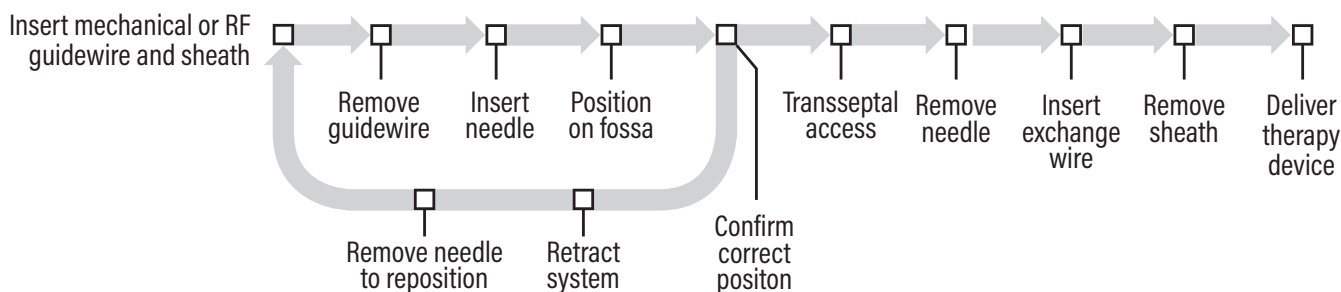 Insert mechanical or RF
guidewire and sheath
Remove
guidewire
Insert
needle
Position
on fossa
Transseptal
access
Remove
needle
Insert
exchange
wire
Remove
sheath
Deliver
therapy
device
Remove needle
to reposition
Retract
system
Confirm
correct
positon